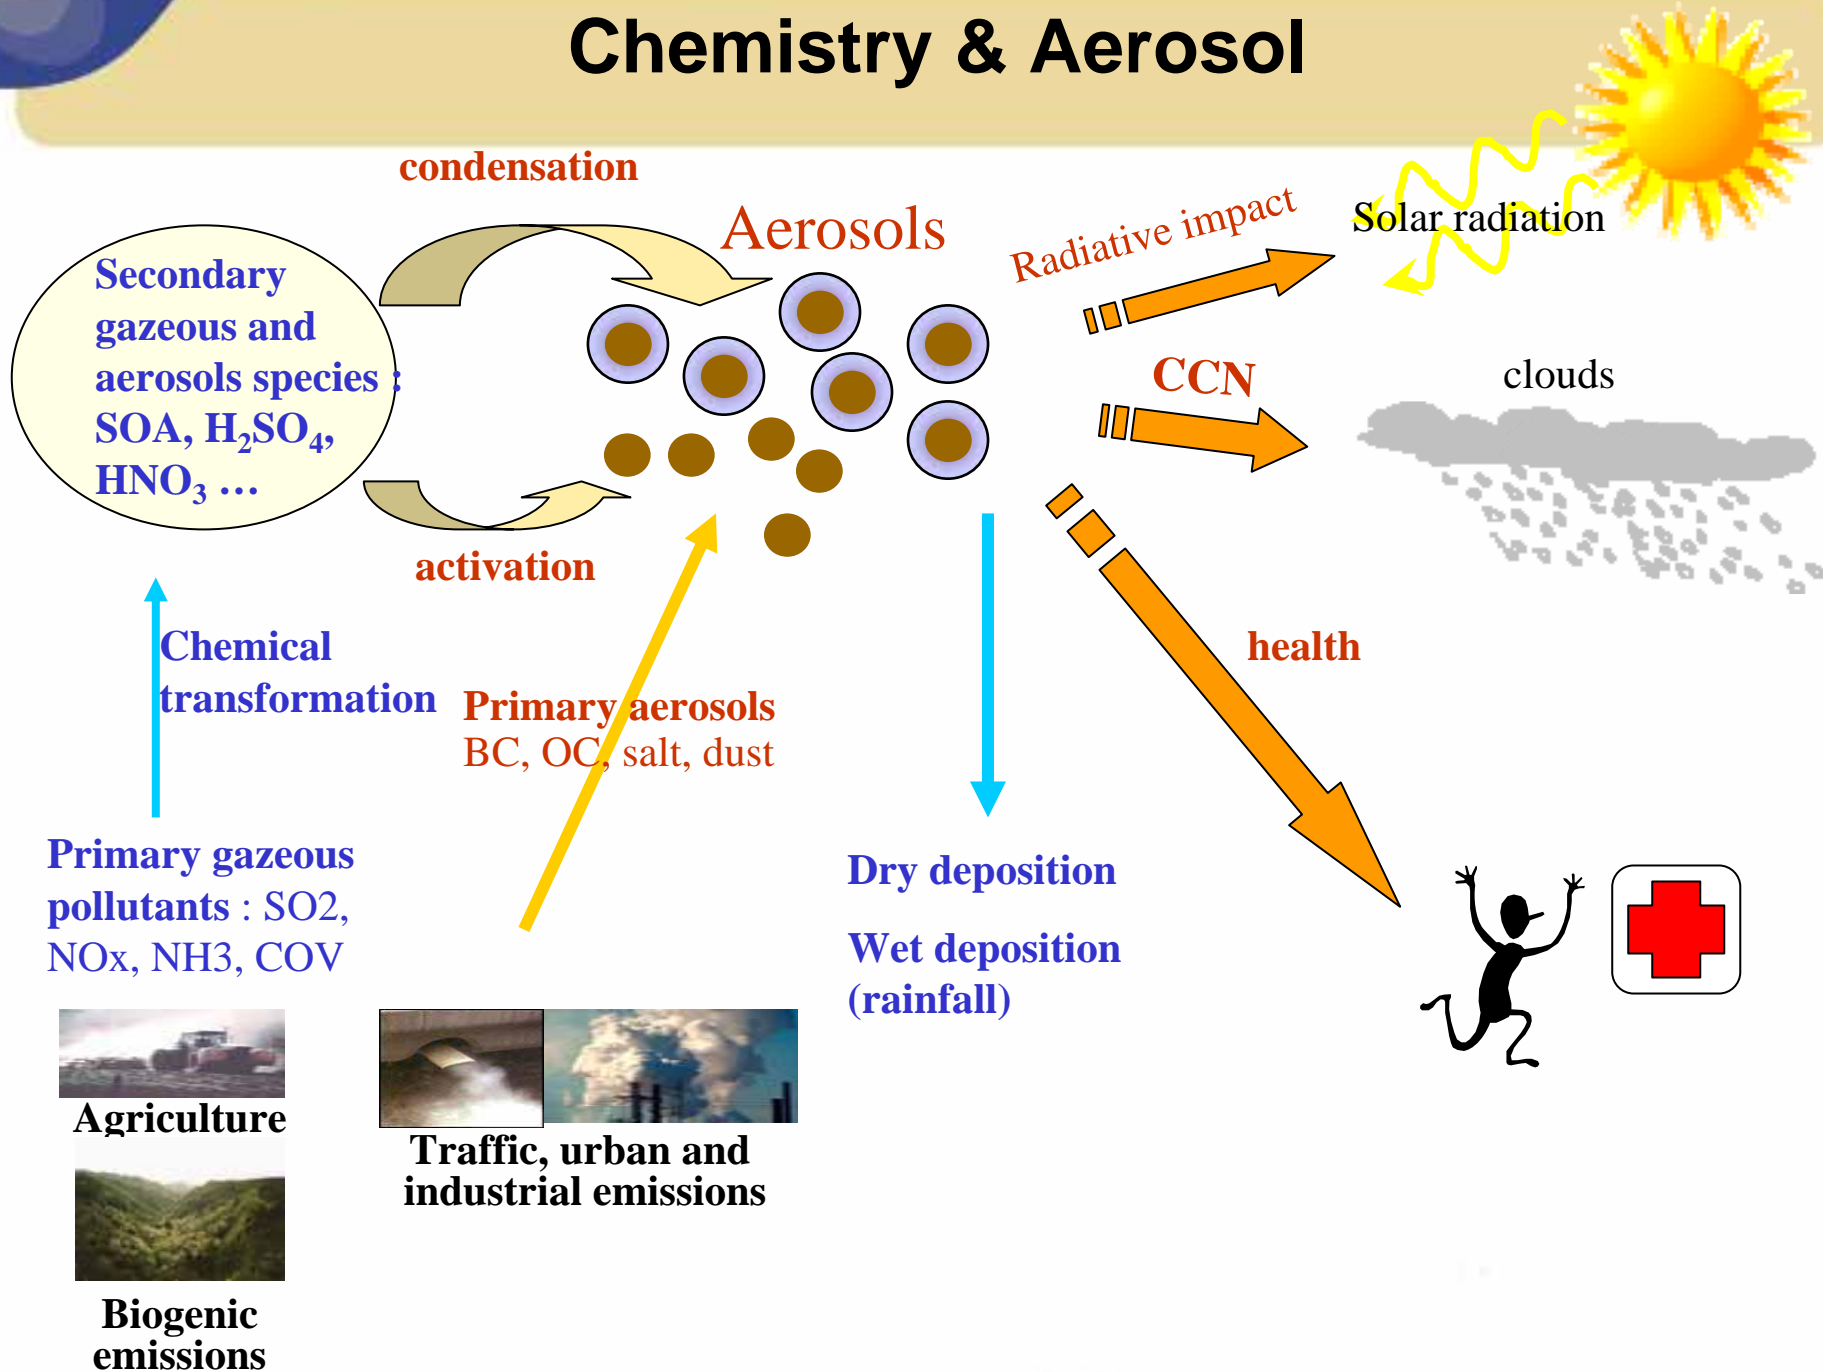 Chemistry & Aerosol
condensation
Aerosols
Radiative impact
Solar radiation
Secondary
gazeous and
aerosols species :
SOA, H₂SO₄,
HNO₃ …
CCN
clouds
activation
Chemical
transformation
health
Primary aerosols
BC, OC, salt, dust
Primary gazeous
pollutants : SO2,
NOx, NH3, COV
Dry deposition
Wet deposition
(rainfall)
Agriculture
Traffic, urban and
industrial emissions
Biogenic
emissions